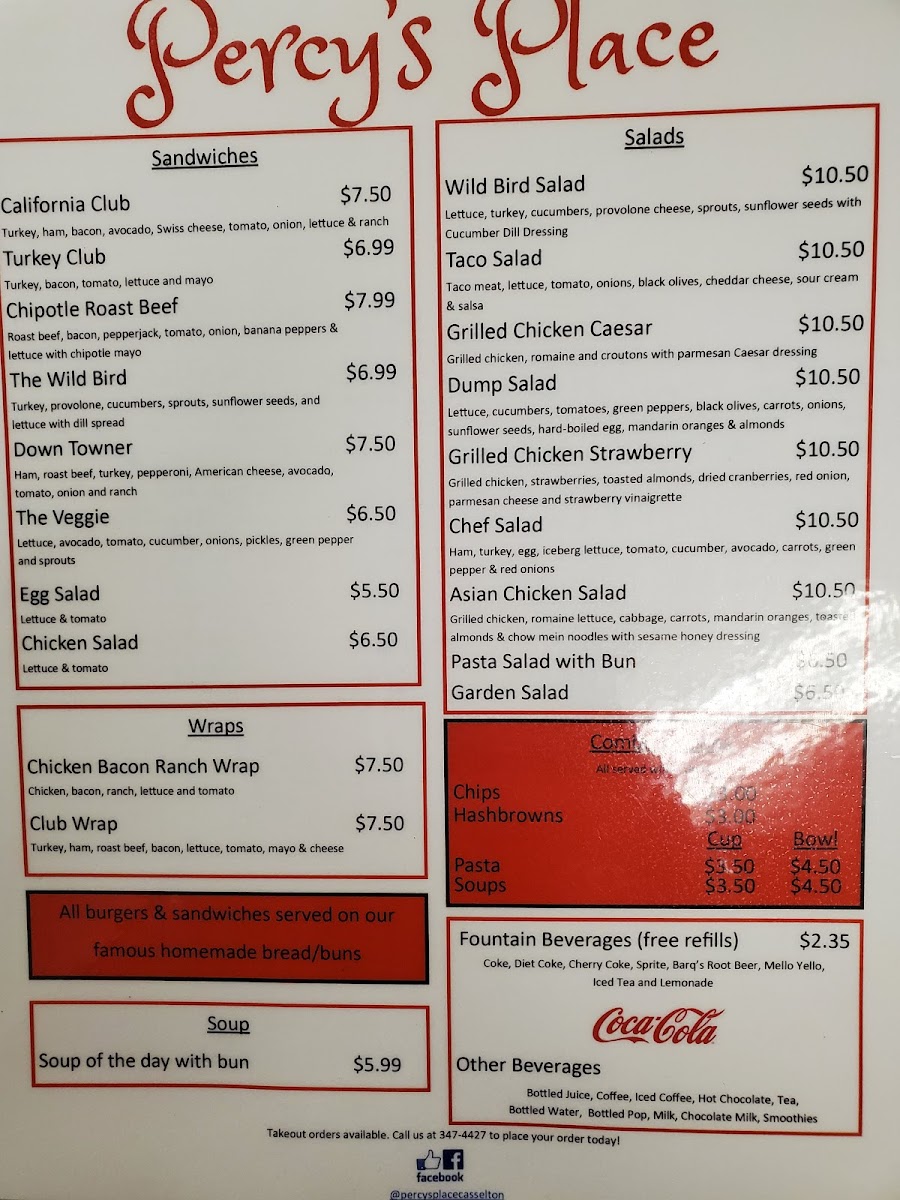 Percy's Place
Sandwiches
California Club $7.50
Turkey, ham, bacon, avocado, Swiss cheese, tomato, onion, lettuce & ranch
Turkey Club $6.99
Turkey, bacon, tomato, lettuce and mayo
Chipotle Roast Beef $7.99
Roast beef, bacon, pepperjack, tomato, onion, banana peppers &
lettuce with chipotle mayo
The Wild Bird $6.99
Turkey, provolone, cucumbers, sprouts, sunflower seeds, and
lettuce with dill spread
Down Towner $7.50
Ham, roast beef, turkey, pepperoni, American cheese, avocado,
tomato, onion and ranch
The Veggie $6.50
Lettuce, avocado, tomato, cucumber, onions, pickles, green pepper
and sprouts
Egg Salad $5.50
Lettuce & tomato
Chicken Salad $6.50
Lettuce & tomato
Wraps
Chicken Bacon Ranch Wrap $7.50
Chicken, bacon, ranch, lettuce and tomato
Club Wrap $7.50
Turkey, ham, roast beef, bacon, lettuce, tomato, mayo & cheese
All burgers & sandwiches served on our
famous homemade bread/buns
Soup
Soup of the day with bun $5.99
Salads
Wild Bird Salad $10.50
Lettuce, turkey, cucumbers, provolone cheese, sprouts, sunflower seeds with
Cucumber Dill Dressing
Taco Salad $10.50
Taco meat, lettuce, tomato, onions, black olives, cheddar cheese, sour cream
& salsa
Grilled Chicken Caesar $10.50
Grilled chicken, romaine and croutons with parmesan Caesar dressing
Dump Salad $10.50
Lettuce, cucumbers, tomatoes, green peppers, black olives, carrots, onions,
sunflower seeds, hard-boiled egg, mandarin oranges & almonds
Grilled Chicken Strawberry $10.50
Grilled chicken, strawberries, toasted almonds, dried cranberries, red onion,
parmesan cheese and strawberry vinaigrette
Chef Salad $10.50
Ham, turkey, egg, iceberg lettuce, tomato, cucumber, avocado, carrots, green
pepper & red onions
Asian Chicken Salad $10.50
Grilled chicken, romaine lettuce, cabbage, carrots, mandarin oranges,
almonds & chow mein noodles with sesame honey dressing
Pasta Salad with Bun
Garden Salad $6.50
All served
Chips
Hashbrowns $3.00
Cup Bowl
Pasta $3.50 $4.50
Soups $3.50 $4.50
Fountain Beverages (free refills) $2.35
Coke, Diet Coke, Cherry Coke, Sprite, Barq's Root Beer, Mello Yello,
Iced Tea and Lemonade
Coca-Cola
Other Beverages
Bottled Juice, Coffee, Iced Coffee, Hot Chocolate, Tea,
Bottled Water, Bottled Pop, Milk, Chocolate Milk, Smoothies
Takeout orders available. Call us at 347-4427 to place your order today!
f
facebook
@percysplacecasselton